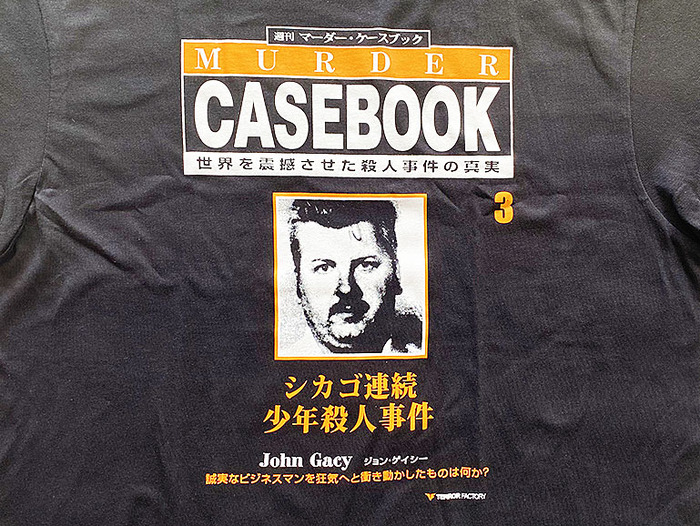 週刊 マーダー・ケースブック
MURDER
CASEBOOK
世界を震撼させた殺人事件の真実
3
シカゴ連続
少年殺人事件
John Gacy ジョン・ゲイシー
誠実なビジネスマンを狂気へと衝き動かしたものは何か?
TERROR FACTORY